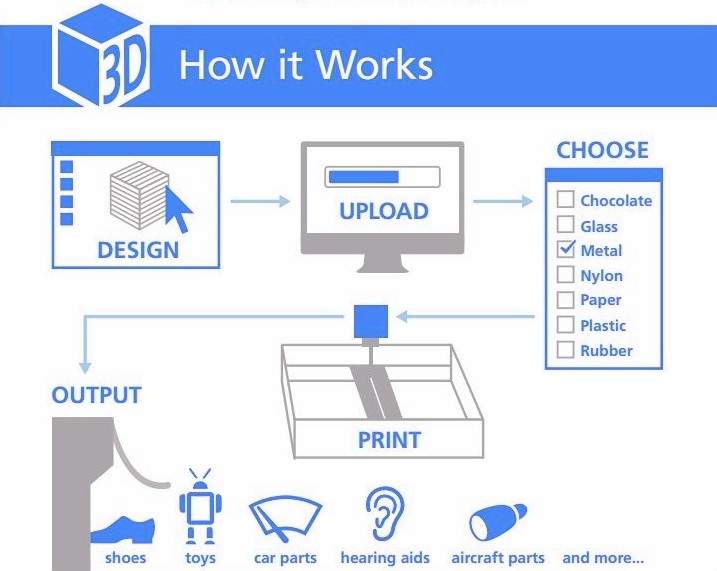 3D
How it Works
DESIGN
UPLOAD
CHOOSE
Chocolate
Glass
Metal
Nylon
Paper
Plastic
Rubber
PRINT
OUTPUT
shoes
toys
car parts
hearing aids
aircraft parts
and more...